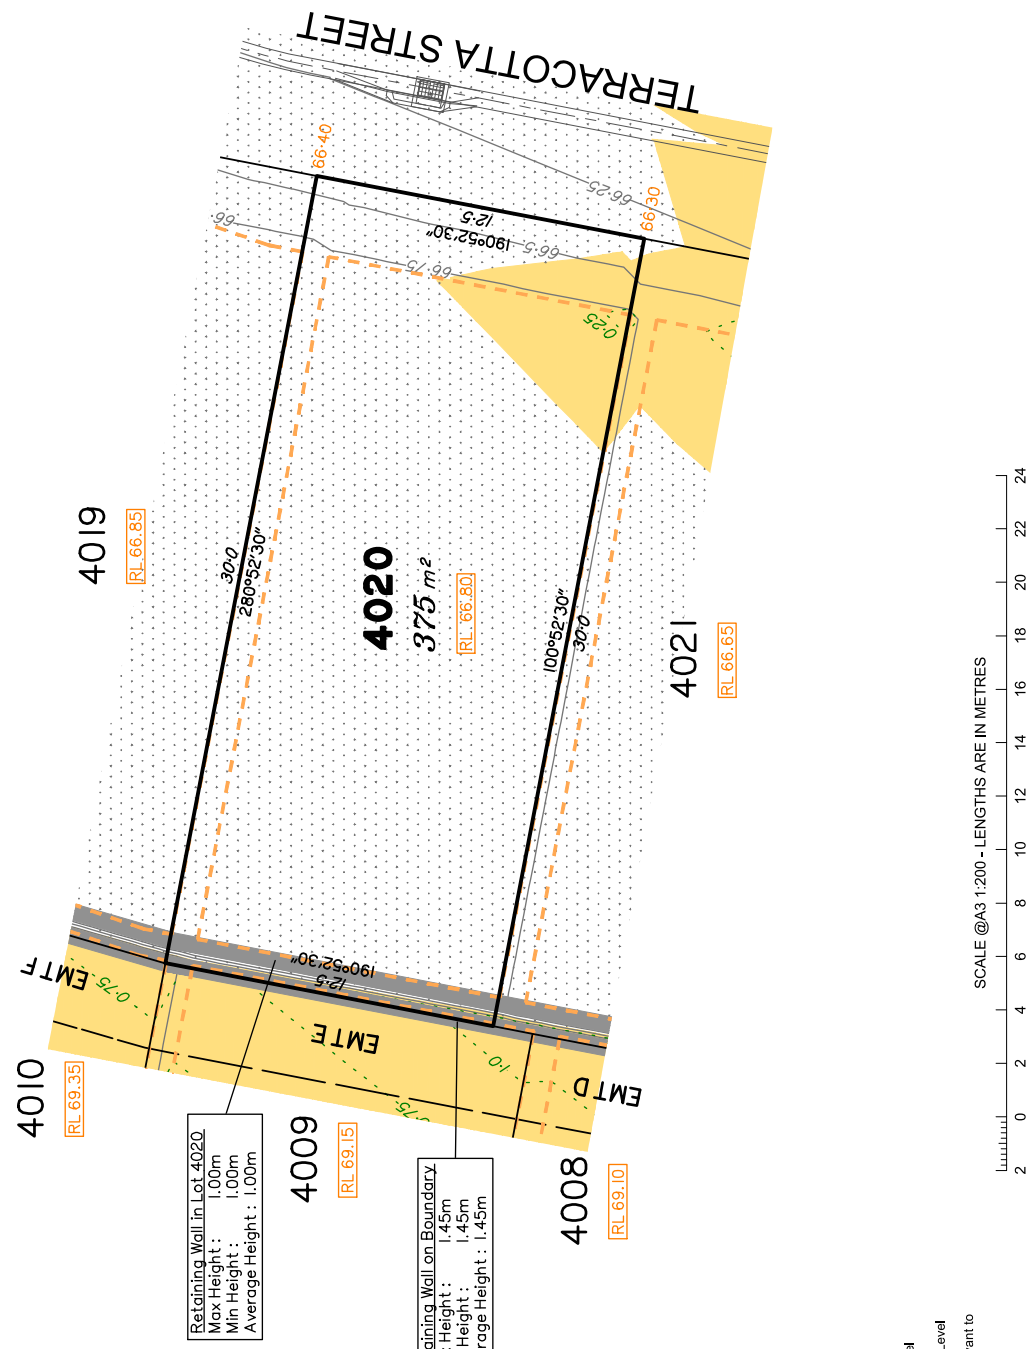 TERRACOTTA STREET
66·40
66·30
66·25
12·5
190°52'30"
66·5
66·75
66
0·25
4019
RL 66.85
30·0
280°52'30"
4020
375 m²
RL 66.80
100°52'30"
30·0
4021
RL 66.65
190°52'30"
12·5
EMT F
0·75
EMT E
1·0
EMT D
0·75
4010
RL 69.35
4009
RL 69.15
4008
RL 69.10
Retaining Wall in Lot 4020
Max Height : 1.00m
Min Height : 1.00m
Average Height : 1.00m
aining Wall on Boundary
Height : 1.45m
Height : 1.45m
rage Height : 1.45m
SCALE @A3 1:200 - LENGTHS ARE IN METRES
2 0 2 4 6 8 10 12 14 16 18 20 22 24
el
Level
vant to